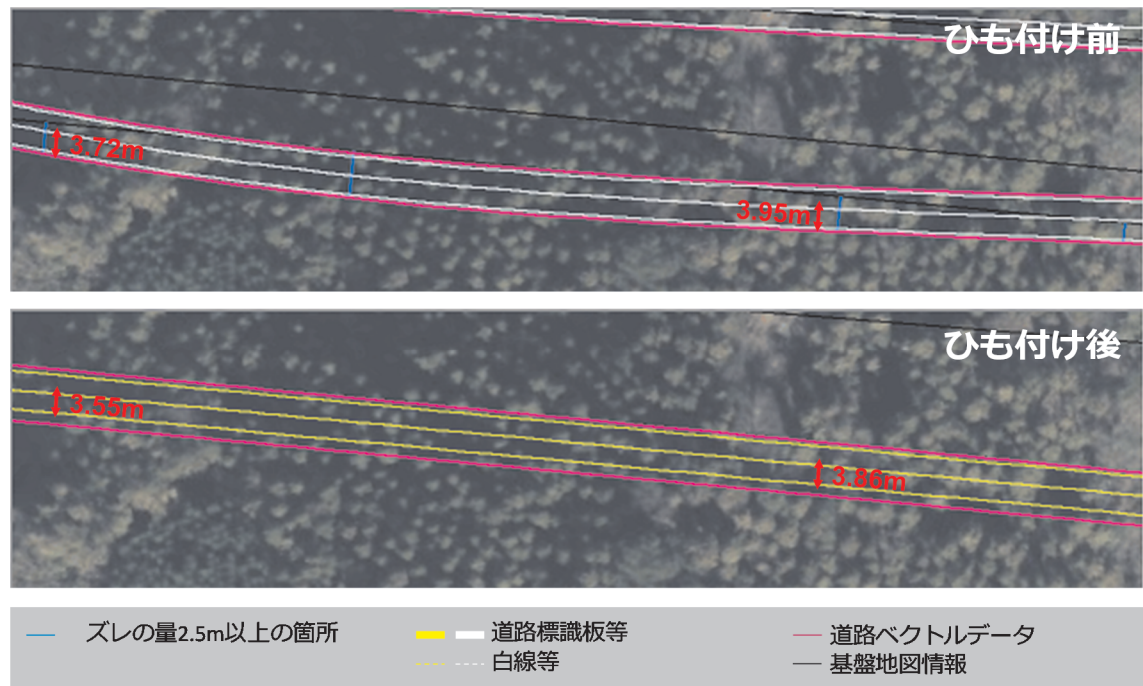 ひも付け前
3.72m
3.95m
ひも付け後
3.55m
3.86m
ズレの量2.5m以上の箇所
道路標識板等
白線等
道路ベクトルデータ
基盤地図情報